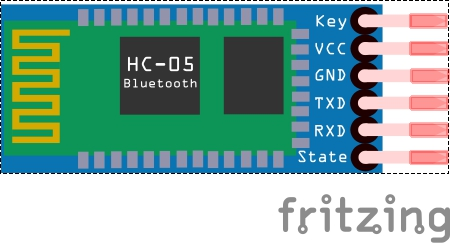 Key
VCC
HC-05
Bluetooth
GND
TXD
RXD
State
fritzing